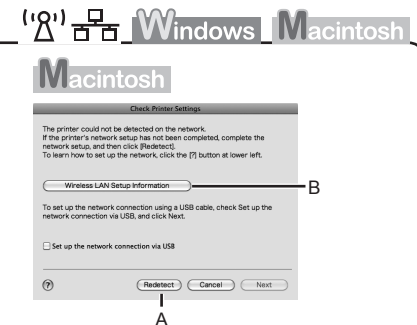 Windows Macintosh
Macintosh
Check Printer Settings
The printer could not be detected on the network.
If the printer's network setup has not been completed, complete the
network setup, and then click [Redetect].
To learn how to set up the network, click the [?] button at lower left.
Wireless LAN Setup Information
B
To set up the network connection using a USB cable, check Set up the
network connection via USB, and click Next.
Set up the network connection via USB
? Redetect Cancel Next
A